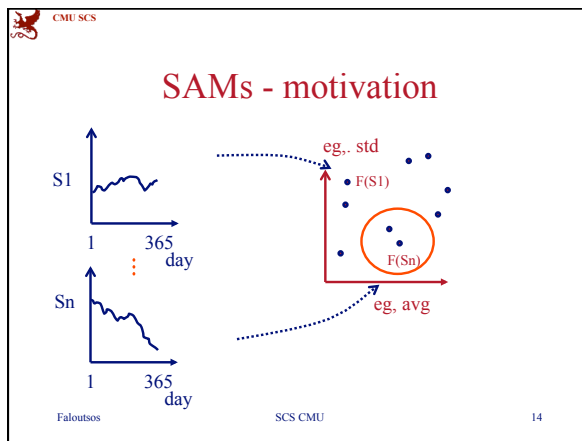 CMU SCS
SAMs - motivation
S1
1 365
day
Sn
1 365
day
eg,. std
F(S1)
F(Sn)
eg, avg
Faloutsos SCS CMU 14